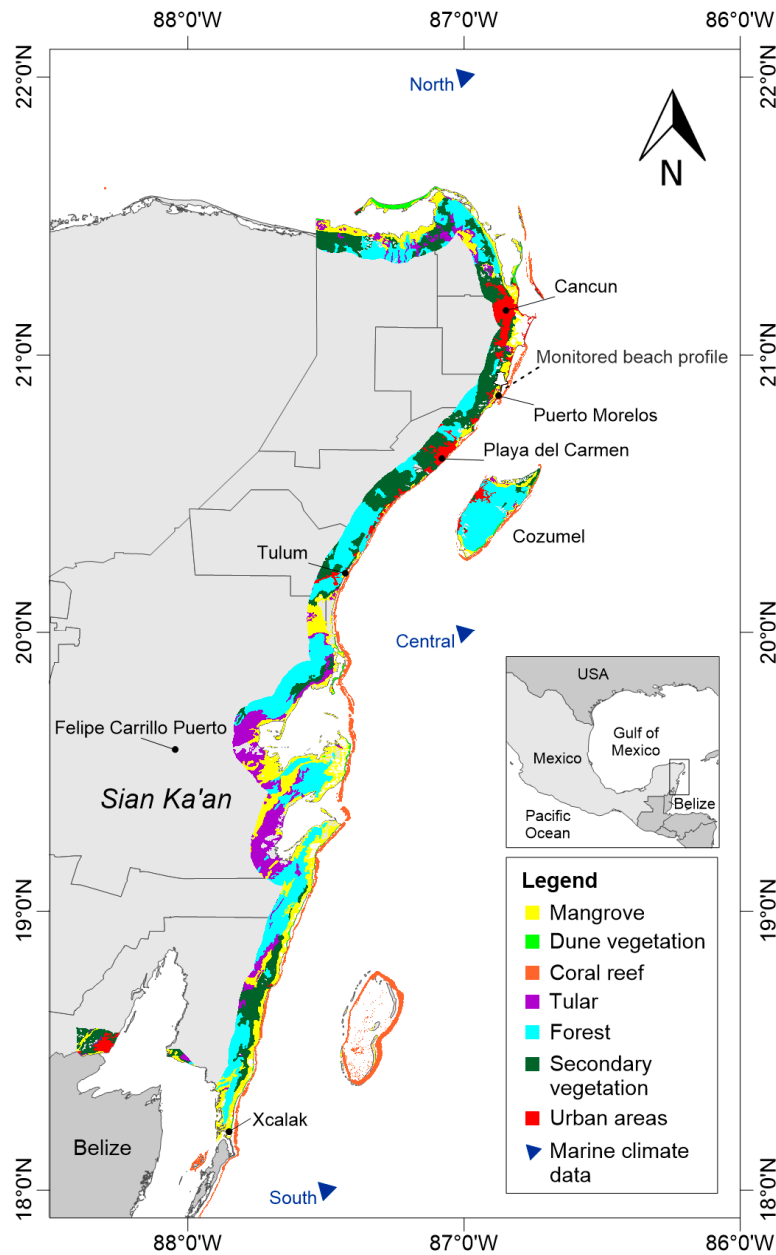 88°0'W 87°0'W 86°0'W
22°0'N 22°0'N
North
N
Cancun
21°0'N 21°0'N
Monitored beach profile
Puerto Morelos
Playa del Carmen
Cozumel
Tulum
20°0'N 20°0'N
Central
USA
Gulf of
Mexico
Mexico
Belize
Pacific
Ocean
Felipe Carrillo Puerto
Sian Ka'an
19°0'N 19°0'N
Legend
Mangrove
Dune vegetation
Coral reef
Tular
Forest
Secondary
vegetation
Urban areas
Marine climate
data
Xcalak
Belize
South
18°0'N 18°0'N
88°0'W 87°0'W 86°0'W